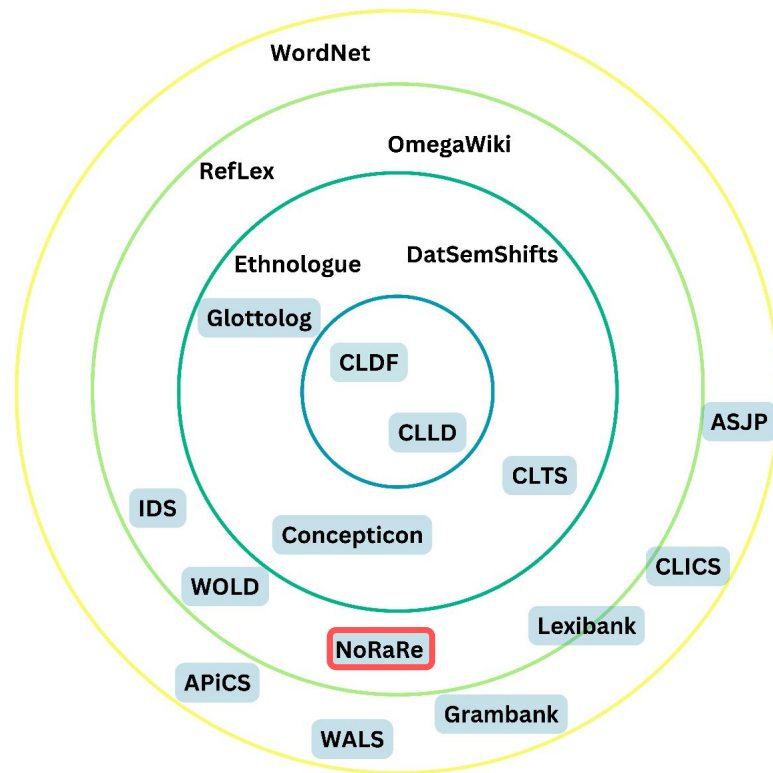 WordNet
OmegaWiki
RefLex
DatSemShifts
Ethnologue
Glottolog
CLDF
ASJP
CLLD
CLTS
IDS
Concepticon
CLICS
WOLD
Lexibank
NoRaRe
APiCS
Grambank
WALS